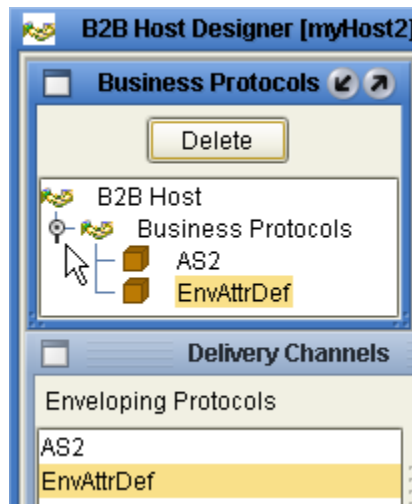 B2B Host Designer [myHost2]
Business Protocols
Delete
B2B Host
Business Protocols
AS2
EnvAttrDef
Delivery Channels
Enveloping Protocols
AS2
EnvAttrDef